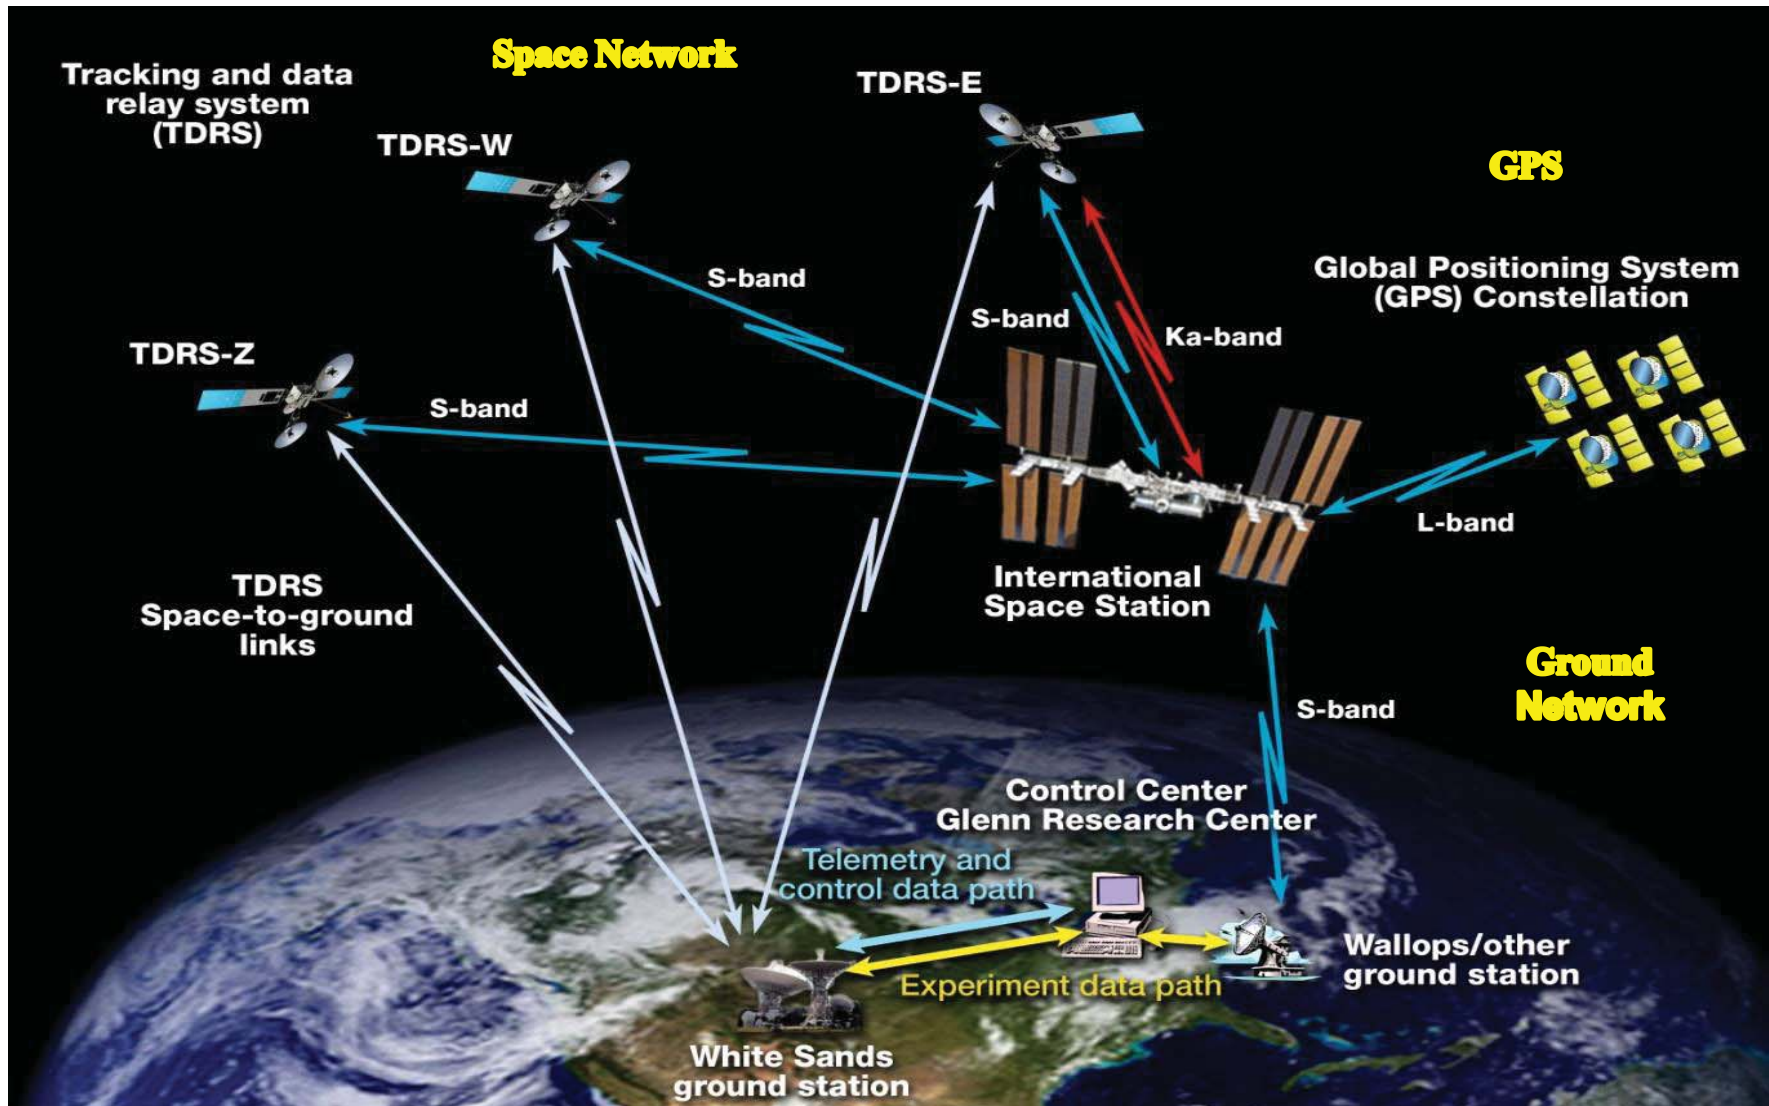 Space Network
Tracking and data
relay system
(TDRS)
TDRS-W
TDRS-E
GPS
Global Positioning System
(GPS) Constellation
TDRS-Z
S-band
S-band
Ka-band
S-band
L-band
International
Space Station
TDRS
Space-to-ground
links
Ground
Network
S-band
Control Center
Glenn Research Center
Telemetry and
control data path
Wallops/other
ground station
Experiment data path
White Sands
ground station